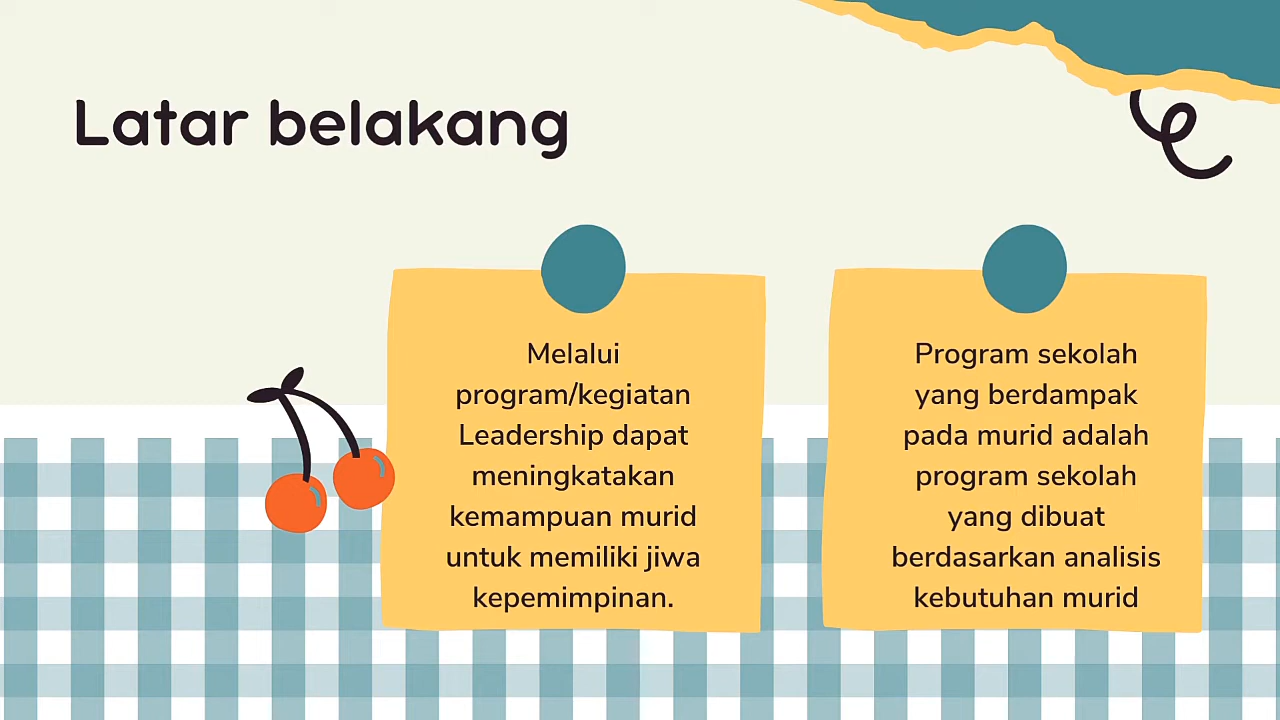 Latar belakang
Melalui
program/kegiatan
Leadership dapat
meningkatakan
kemampuan murid
untuk memiliki jiwa
kepemimpinan.
Program sekolah
yang berdampak
pada murid adalah
program sekolah
yang dibuat
berdasarkan analisis
kebutuhan murid